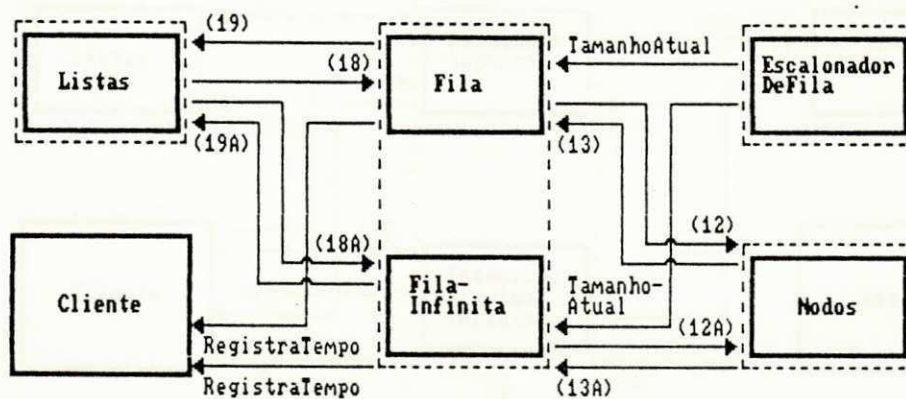 (19)
Listas
(18)
Fila
TamanhoAtual
Escalonador
DeFila
(19A)
(13)
(18A)
(12)
Cliente
Fila-
Infinita
Tamanho-
Atual
(12A)
Nodos
RegistraTempo
RegistraTempo
(13A)